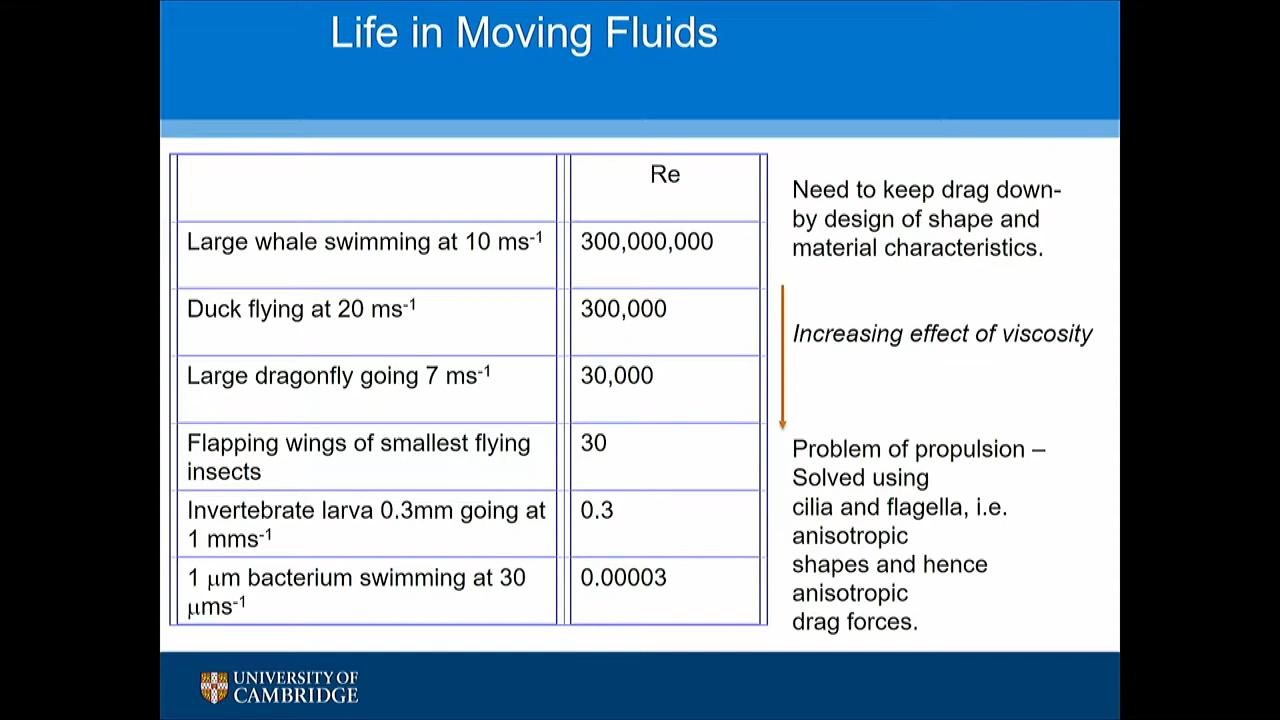 Life in Moving Fluids
Re
Large whale swimming at 10 ms⁻¹
300,000,000
Duck flying at 20 ms⁻¹
300,000
Large dragonfly going 7 ms⁻¹
30,000
Flapping wings of smallest flying
insects
30
Invertebrate larva 0.3mm going at
1 mms⁻¹
0.3
1 μm bacterium swimming at 30
μms⁻¹
0.00003
Need to keep drag down-
by design of shape and
material characteristics.
Increasing effect of viscosity
Problem of propulsion –
Solved using
cilia and flagella, i.e.
anisotropic
shapes and hence
anisotropic
drag forces.
UNIVERSITY OF
CAMBRIDGE